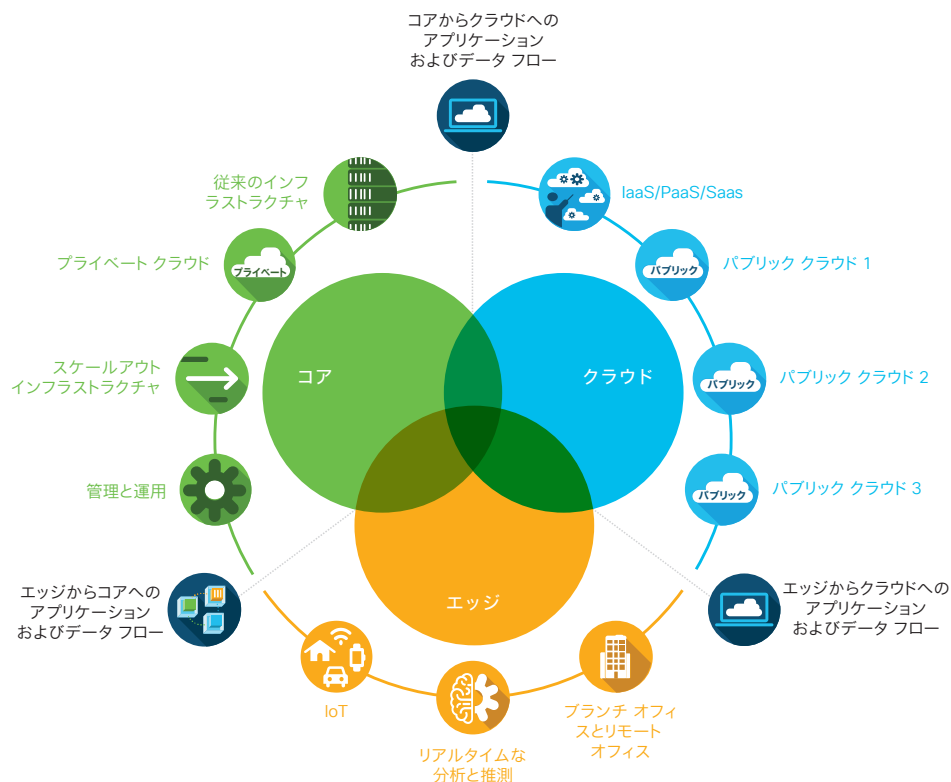 コアからクラウドへの
アプリケーション
およびデータ フロー
従来のインフ
ラストラクチャ
IaaS/PaaS/Saas
プライベート クラウド
プライベート
パブリック
パブリック クラウド 1
スケールアウト
インフラストラクチャ
コア
クラウド
パブリック
パブリック クラウド 2
管理と運用
パブリック
パブリック クラウド 3
エッジからコアへの
アプリケーション
およびデータ フロー
エッジ
エッジからクラウドへの
アプリケーション
およびデータ フロー
IoT
リアルタイムな
分析と推測
ブランチ オフィ
スとリモート
オフィス